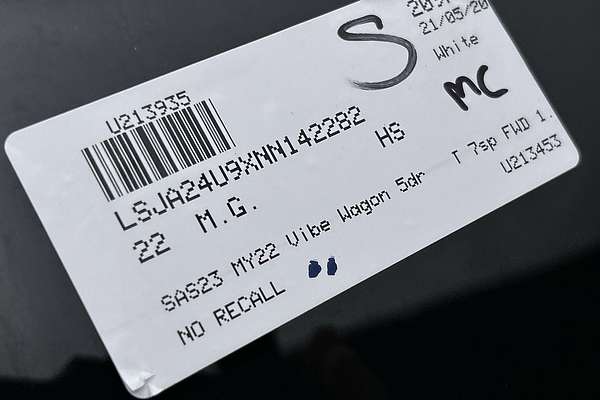 S
21/05/20
White
MC
U213935
LSJA24U9XNN142282
22 M.G. HS
SAS23 MY22 Vibe Wagon 5dr T 7sp FWD 1.
NO RECALL U213453